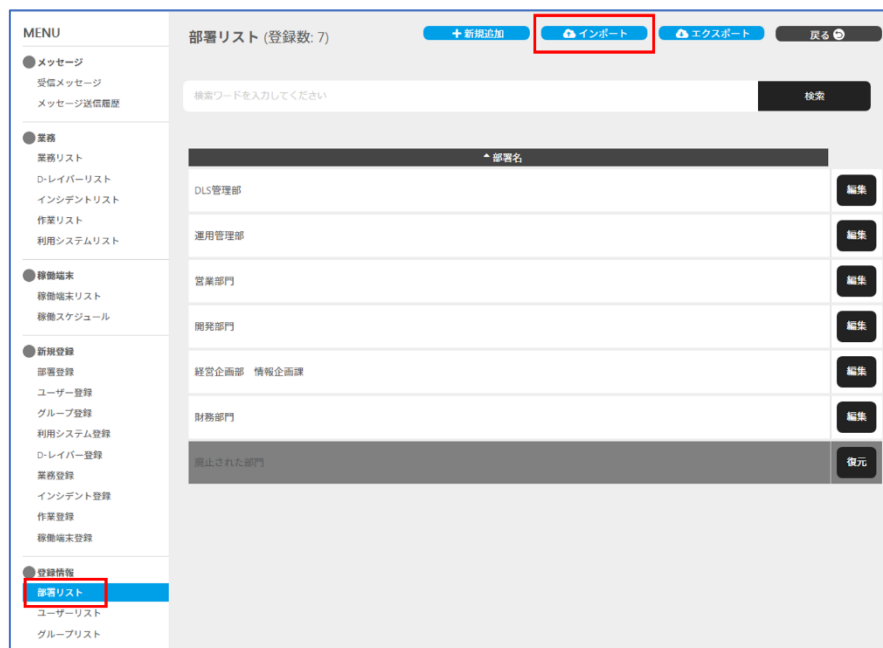 MENU
メッセージ
受信メッセージ
メッセージ送信履歴
業務
業務リスト
D-レイバーリスト
インシデントリスト
作業リスト
利用システムリスト
稼働端末
稼働端末リスト
稼働スケジュール
新規登録
部署登録
ユーザー登録
グループ登録
利用システム登録
D-レイバー登録
業務登録
インシデント登録
作業登録
稼働端末登録
登録情報
部署リスト
ユーザーリスト
グループリスト
部署リスト (登録数: 7)
+ 新規追加
インポート
エクスポート
戻る
検索ワードを入力してください
検索
部署名
DLS管理部 編集
運用管理部 編集
営業部門 編集
開発部門 編集
経営企画部 情報企画課 編集
財務部門 編集
廃止された部門 復元